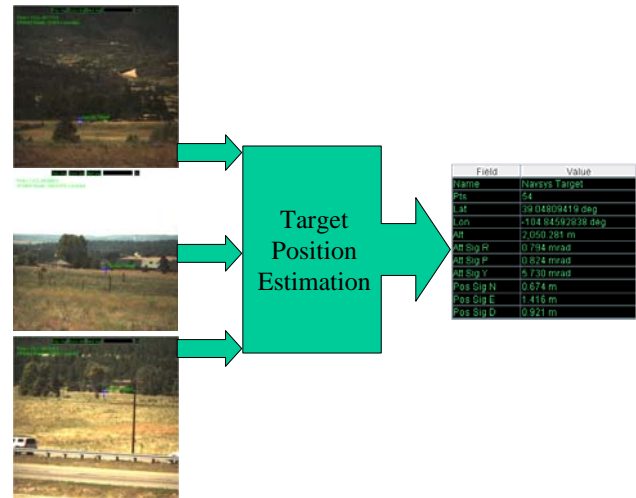 Target
Position
Estimation
Field Value
Name Navsys Target
Pts 54
Lat 39.04809419 deg
Lon -104.84592838 deg
Alt 2,050.281 m
Att Sig R 0.794 mrad
Att Sig P 0.824 mrad
Att Sig Y 5.730 mrad
Pos Sig N 0.674 m
Pos Sig E 1.416 m
Pos Sig D 0.921 m